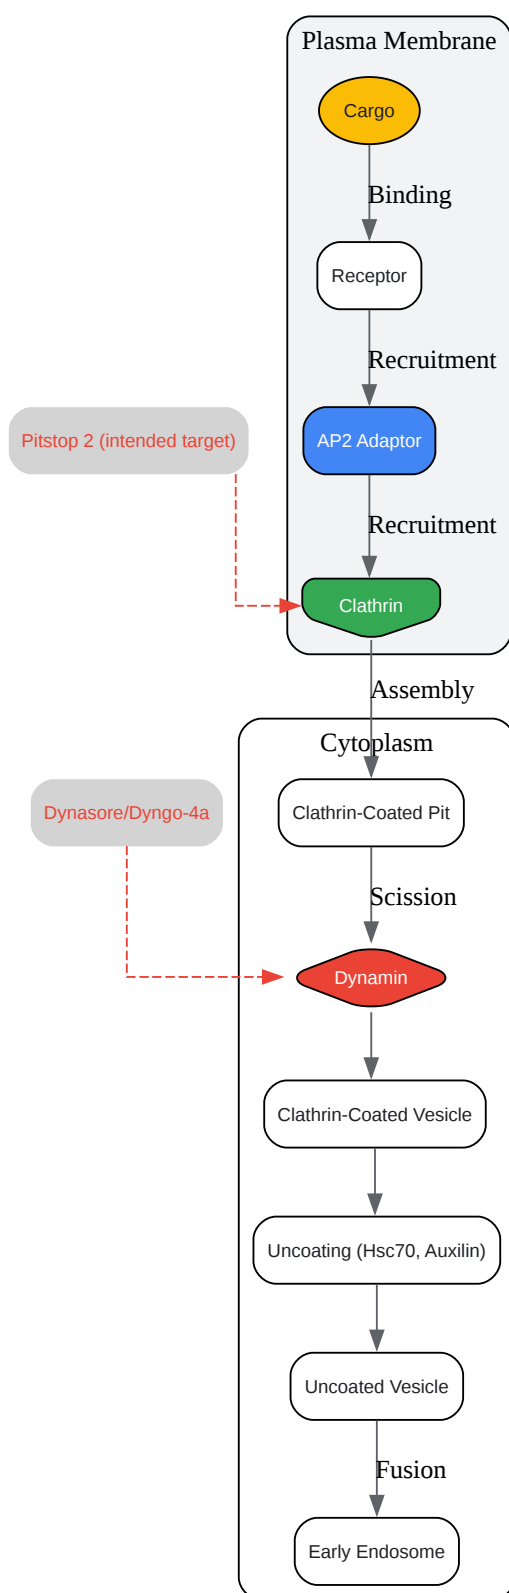 Plasma Membrane
Cargo
Binding
Receptor
Recruitment
Pitstop 2 (intended target)
AP2 Adaptor
Recruitment
Clathrin
Assembly
Cytoplasm
Dynasore/Dyngo-4a
Clathrin-Coated Pit
Scission
Dynamin
Clathrin-Coated Vesicle
Uncoating (Hsc70, Auxilin)
Uncoated Vesicle
Fusion
Early Endosome